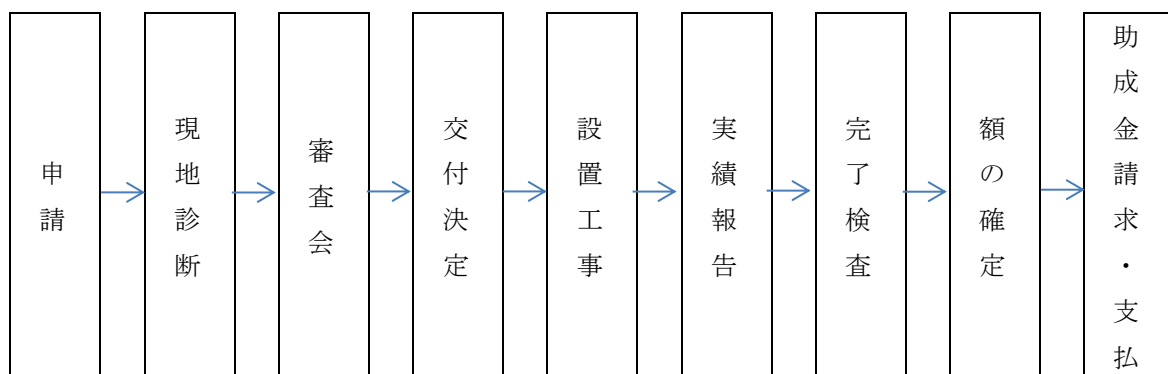 申請
現地診断
審査会
交付決定
設置工事
実績報告
完了検査
額の確定
助成金請求・支払